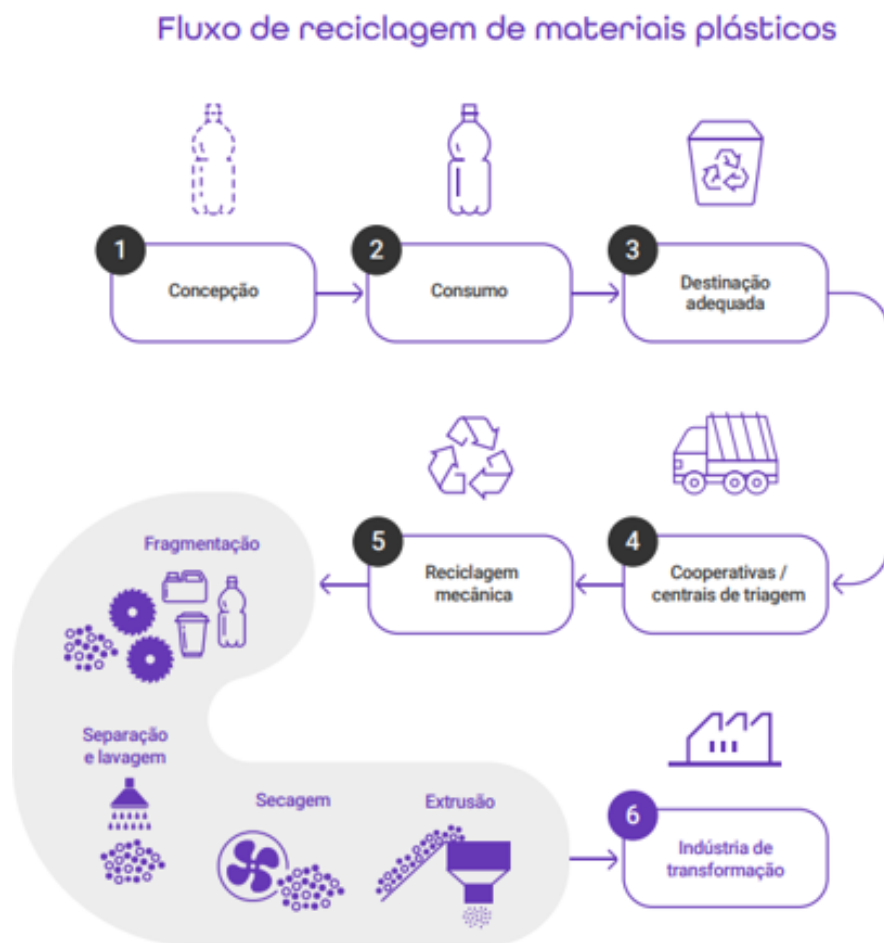 Fluxo de reciclagem de materiais plásticos
1
Concepção
2
Consumo
3
Destinação
adequada
4
Cooperativas /
centrais de triagem
5
Reciclagem
mecânica
Fragmentação
Separação
e lavagem
Secagem
Extrusão
6
Indústria de
transformação